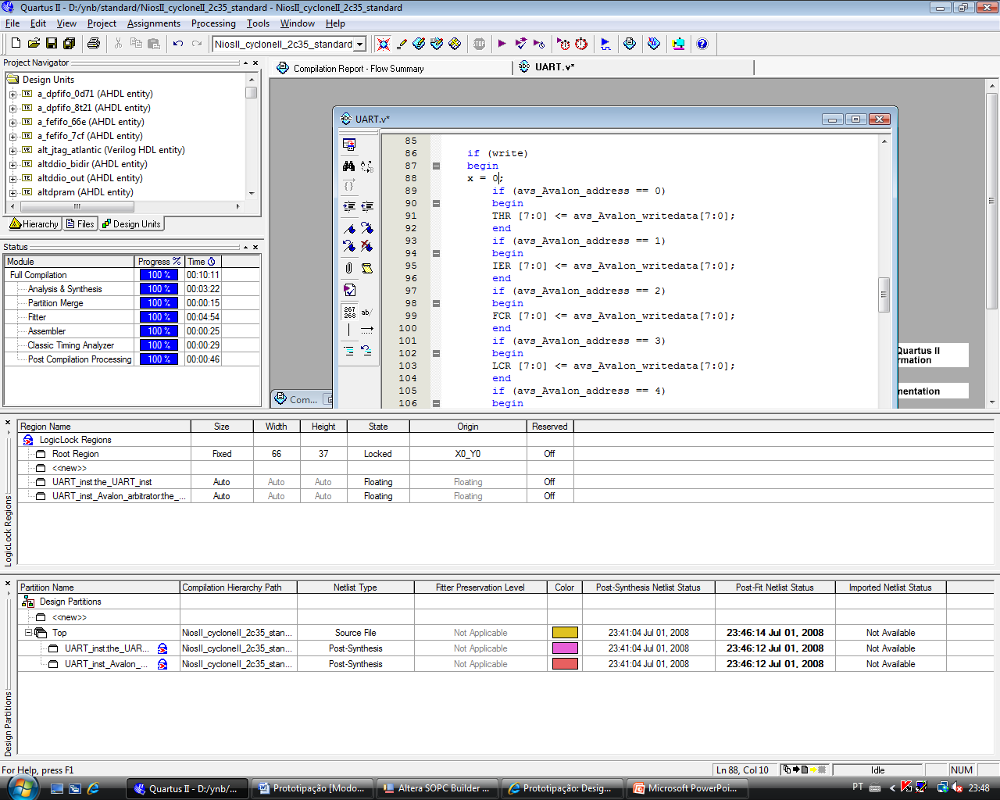 Quartus II - D:/ynb/standard/NiosII_cycloneII_2c35_standard - NiosII_cycloneII_2c35_standard
File Edit View Project Assignments Processing Tools Window Help
NiosII_cycloneII_2c35_standard
Project Navigator
Compilation Report - Flow Summary
UART.v*
Design Units
a_dpfifo_0d71 (AHDL entity)
a_dpfifo_8t21 (AHDL entity)
a_fefifo_66e (AHDL entity)
a_fefifo_7cf (AHDL entity)
alt_jtag_atlantic (Verilog HDL entity)
altddio_bidir (AHDL entity)
altddio_out (AHDL entity)
altdpram (AHDL entity)
Hierarchy Files Design Units
Status
Module Progress % Time
Full Compilation 100 % 00:10:11
Analysis & Synthesis 100 % 00:03:22
Partition Merge 100 % 00:00:15
Fitter 100 % 00:04:54
Assembler 100 % 00:00:25
Classic Timing Analyzer 100 % 00:00:29
Post Compilation Processing 100 % 00:00:46
UART.v*
85
86 if (write)
87 begin
88 x = 0;
89 if (avs_Avalon_address == 0)
90 begin
91 THR [7:0] <= avs_Avalon_writedata[7:0];
92 end
93 if (avs_Avalon_address == 1)
94 begin
95 IER [7:0] <= avs_Avalon_writedata[7:0];
96 end
97 if (avs_Avalon_address == 2)
98 begin
99 FCR [7:0] <= avs_Avalon_writedata[7:0];
100 end
101 if (avs_Avalon_address == 3)
102 begin
103 LCR [7:0] <= avs_Avalon_writedata[7:0];
104 end
105 if (avs_Avalon_address == 4)
106 begin
267
268
ab/
Quartus II
rmation
mentation
Com...
Region Name Size Width Height State Origin Reserved
LogicLock Regions
Root Region Fixed 66 37 Locked X0_Y0 Off
<<new>>
UART_inst:the_UART_inst Auto Auto Auto Floating Floating Off
UART_inst_Avalon_arbitrator:the_... Auto Auto Auto Floating Floating Off
LogicLock Regions
Partition Name Compilation Hierarchy Path Netlist Type Fitter Preservation Level Color Post-Synthesis Netlist Status Post-Fit Netlist Status Imported Netlist Status
Design Partitions
<<new>>
Top NiosII_cycloneII_2c35_stan... Source File Not Applicable 23:41:04 Jul 01, 2008 23:46:14 Jul 01, 2008 Not Available
UART_inst:the_UAR... NiosII_cycloneII_2c35_stan... Post-Synthesis Not Applicable 23:41:04 Jul 01, 2008 23:46:12 Jul 01, 2008 Not Available
UART_inst_Avalon_... NiosII_cycloneII_2c35_stan... Post-Synthesis Not Applicable 23:41:04 Jul 01, 2008 23:46:12 Jul 01, 2008 Not Available
Design Partitions
For Help, press F1
Ln 88, Col 10 Idle NUM
Quartus II - D:/ynb/... Prototipação [Modo... Altera SOPC Builder ... Prototipação: Desig... Microsoft PowerPoi... PT 23:48